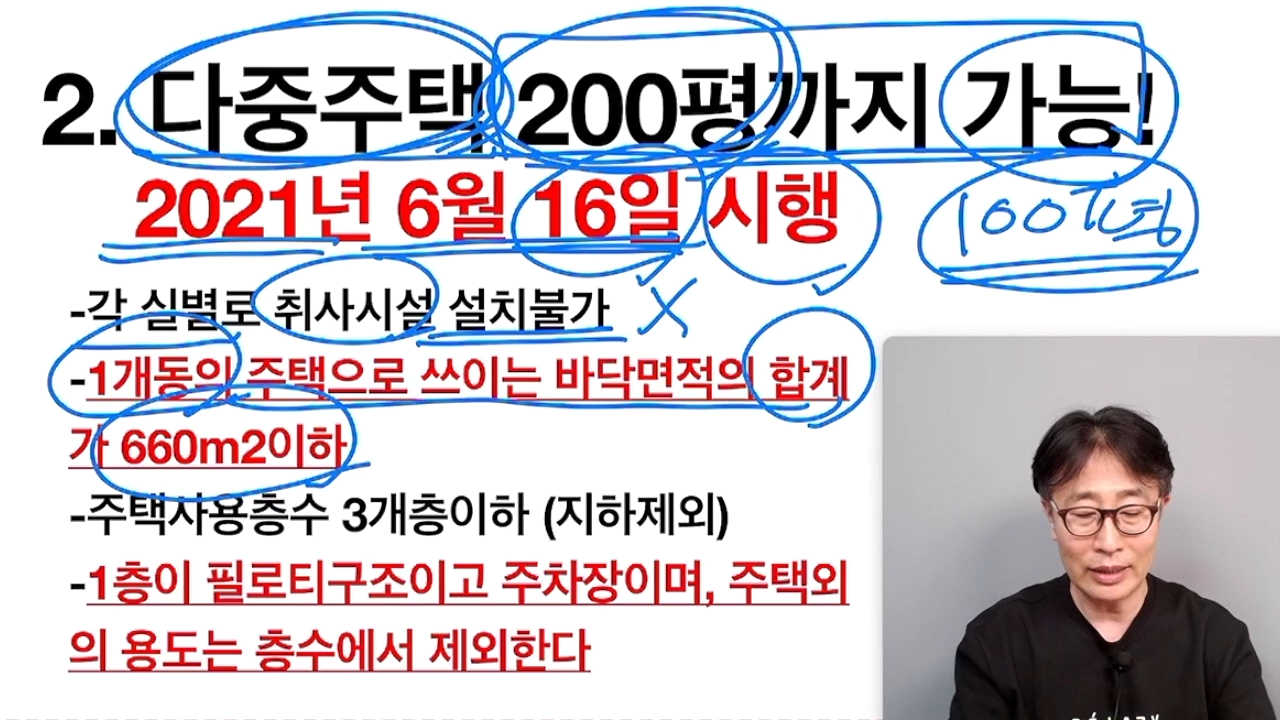 2. 다중주택 200평까지 가능!
2021년 6월 16일 시행
100평
-각 실별로 취사시설 설치불가 X
-1개동의 주택으로 쓰이는 바닥면적의 합계
가 660m2이하
-주택사용층수 3개층이하 (지하제외)
-1층이 필로티구조이고 주차장이며, 주택외
의 용도는 층수에서 제외한다